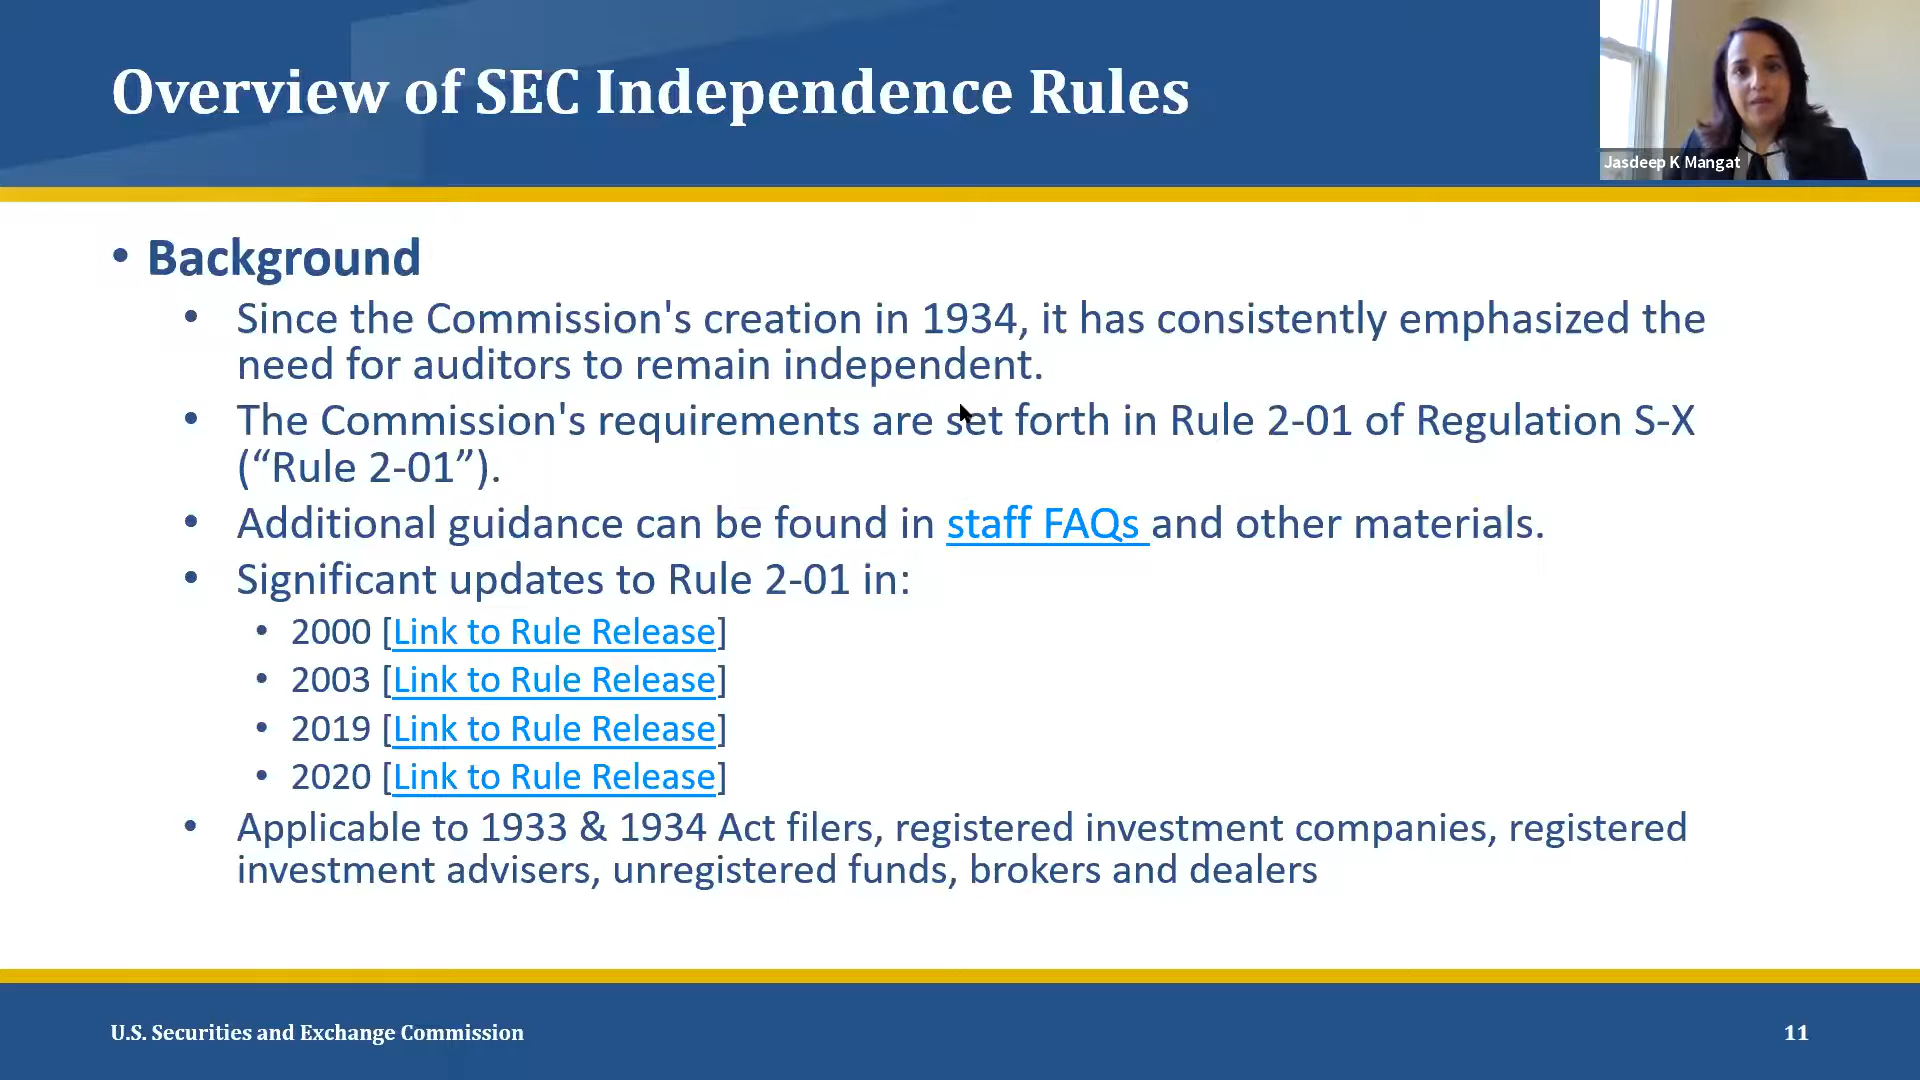 Overview of SEC Independence Rules
Jasdeep K Mangat
• Background
• Since the Commission's creation in 1934, it has consistently emphasized the
need for auditors to remain independent.
• The Commission's requirements are set forth in Rule 2-01 of Regulation S-X
(“Rule 2-01”).
• Additional guidance can be found in staff FAQs and other materials.
• Significant updates to Rule 2-01 in:
• 2000 [Link to Rule Release]
• 2003 [Link to Rule Release]
• 2019 [Link to Rule Release]
• 2020 [Link to Rule Release]
• Applicable to 1933 & 1934 Act filers, registered investment companies, registered
investment advisers, unregistered funds, brokers and dealers
U.S. Securities and Exchange Commission
11